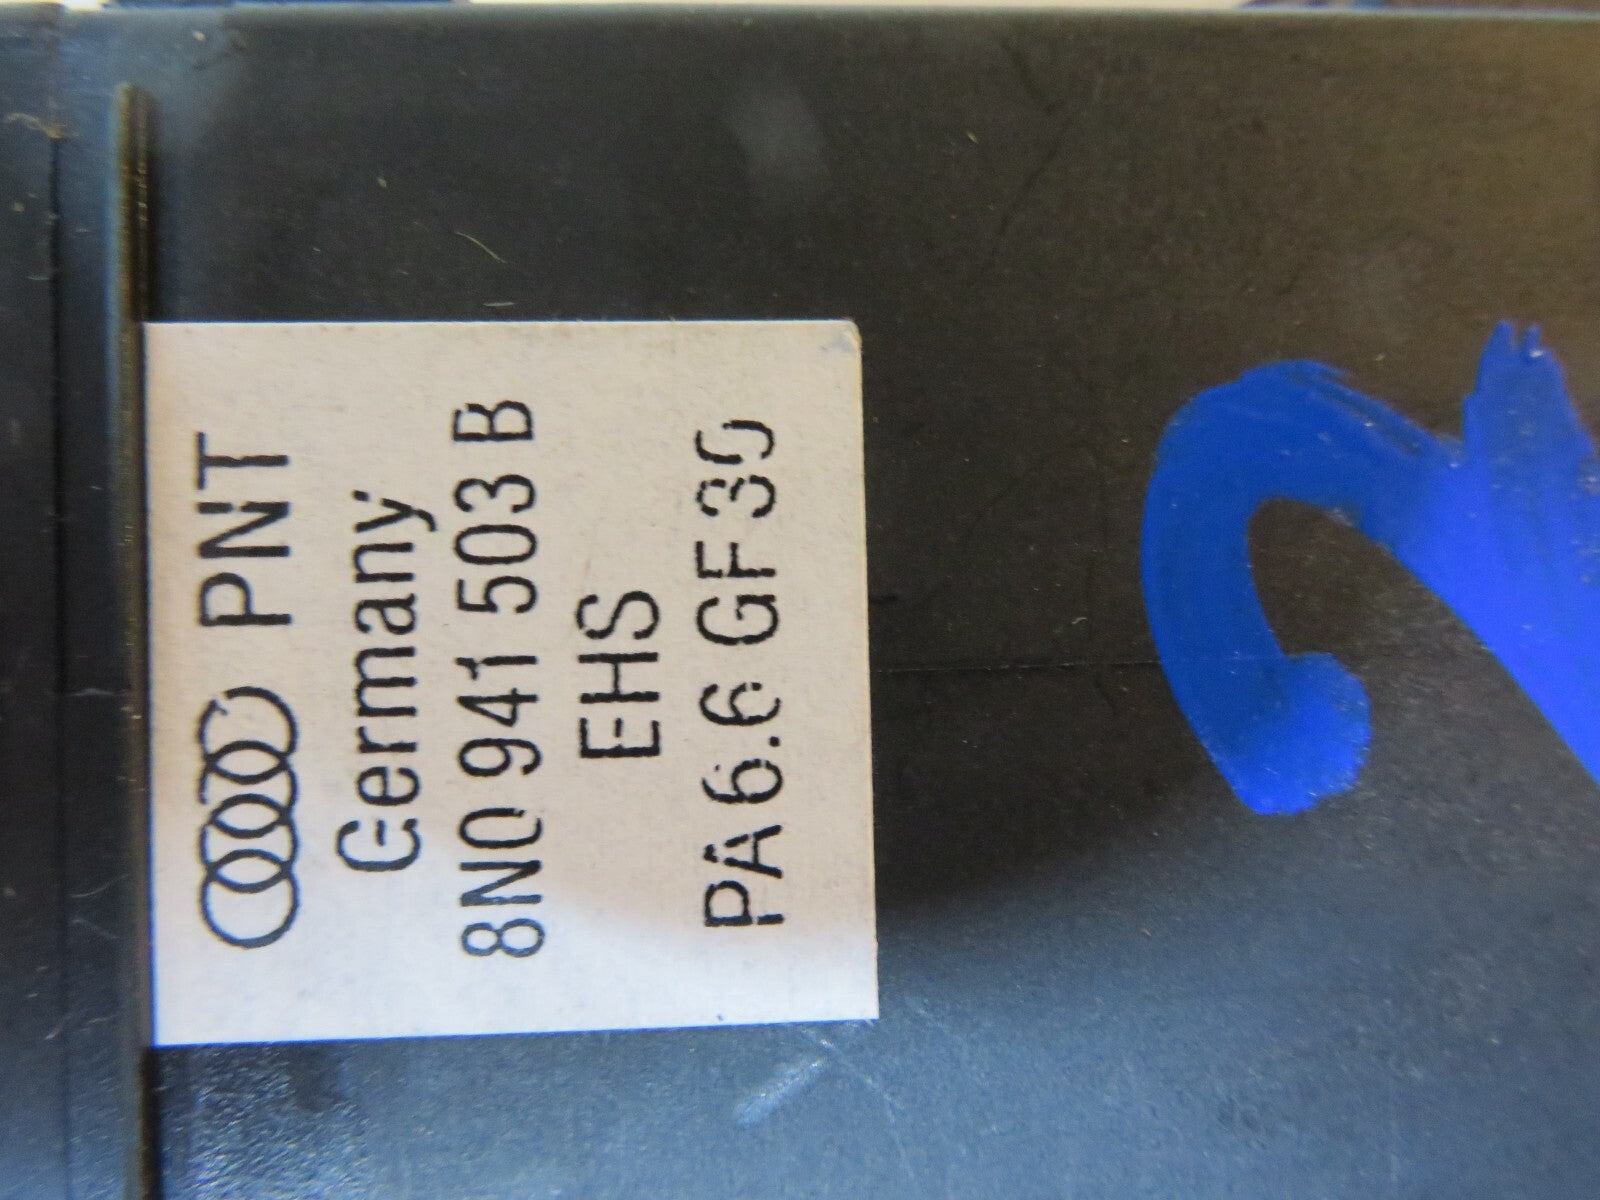 PNT
Germany
8N0 941 503 B
EHS
PA 6.6 GF 30